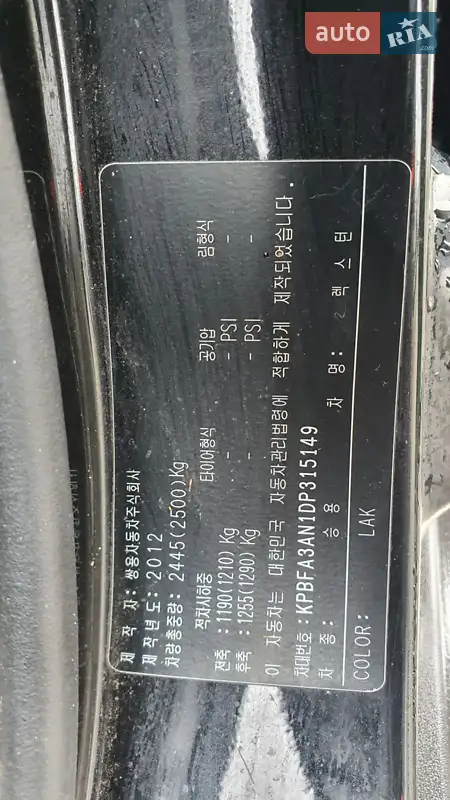 auto RIA
.com
제 작 자: 쌍용자동차주식회사
제작년도: 2012
차량총중량: 2445(2500)Kg
적차시하중 타이어형식 공기압 림형식
전축: 1190(1210) Kg - - PSI -
후축: 1255(1290) Kg - - PSI -
이 자동차는 대한민국 자동차관리법령에 적합하게 제작되었습니다.
차대번호: KPBFA3AN1DP315149
차 종: 승용 차 명: 렉스턴
COLOR: LAK